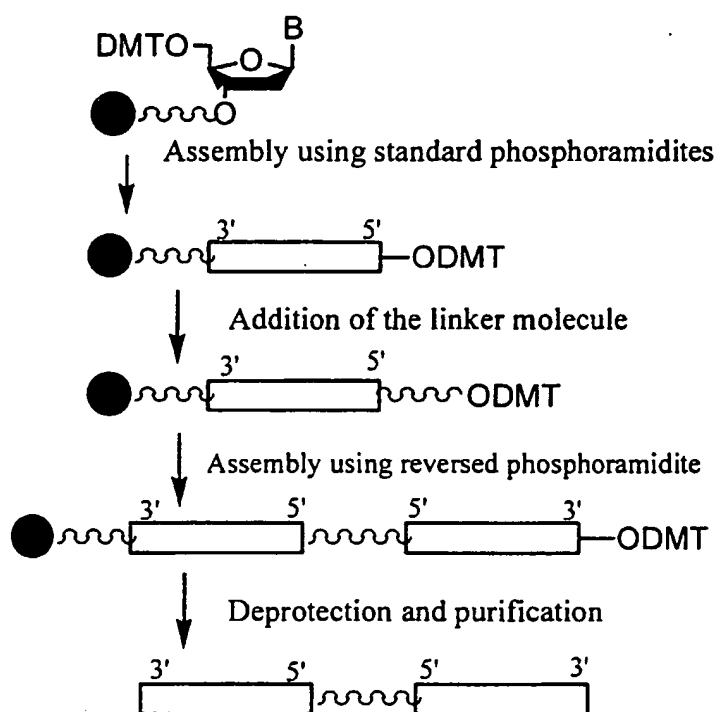 B
DMTO
O
O
Assembly using standard phosphoramidites
3' 5'
ODMT
Addition of the linker molecule
3' 5'
ODMT
Assembly using reversed phosphoramidite
3' 5' 5' 3'
ODMT
Deprotection and purification
3' 5' 5' 3'